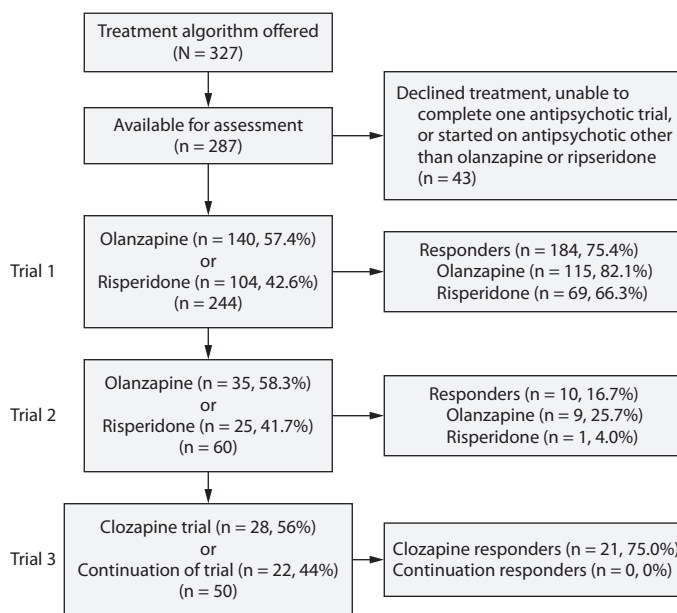 Treatment algorithm offered
(N = 327)
Available for assessment
(n = 287)
Declined treatment, unable to
complete one antipsychotic trial,
or started on antipsychotic other
than olanzapine or ripseridone
(n = 43)
Trial 1
Olanzapine (n = 140, 57.4%)
or
Risperidone (n = 104, 42.6%)
(n = 244)
Responders (n = 184, 75.4%)
Olanzapine (n = 115, 82.1%)
Risperidone (n = 69, 66.3%)
Trial 2
Olanzapine (n = 35, 58.3%)
or
Risperidone (n = 25, 41.7%)
(n = 60)
Responders (n = 10, 16.7%)
Olanzapine (n = 9, 25.7%)
Risperidone (n = 1, 4.0%)
Trial 3
Clozapine trial (n = 28, 56%)
or
Continuation of trial (n = 22, 44%)
(n = 50)
Clozapine responders (n = 21, 75.0%)
Continuation responders (n = 0, 0%)